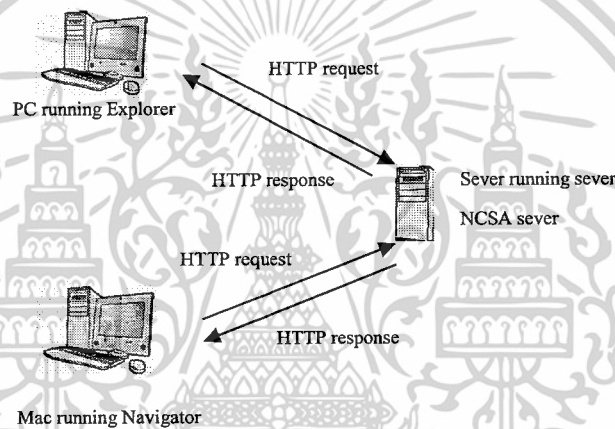 HTTP request
PC running Explorer
HTTP response
Sever running sever
NCSA sever
HTTP request
HTTP response
Mac running Navigator